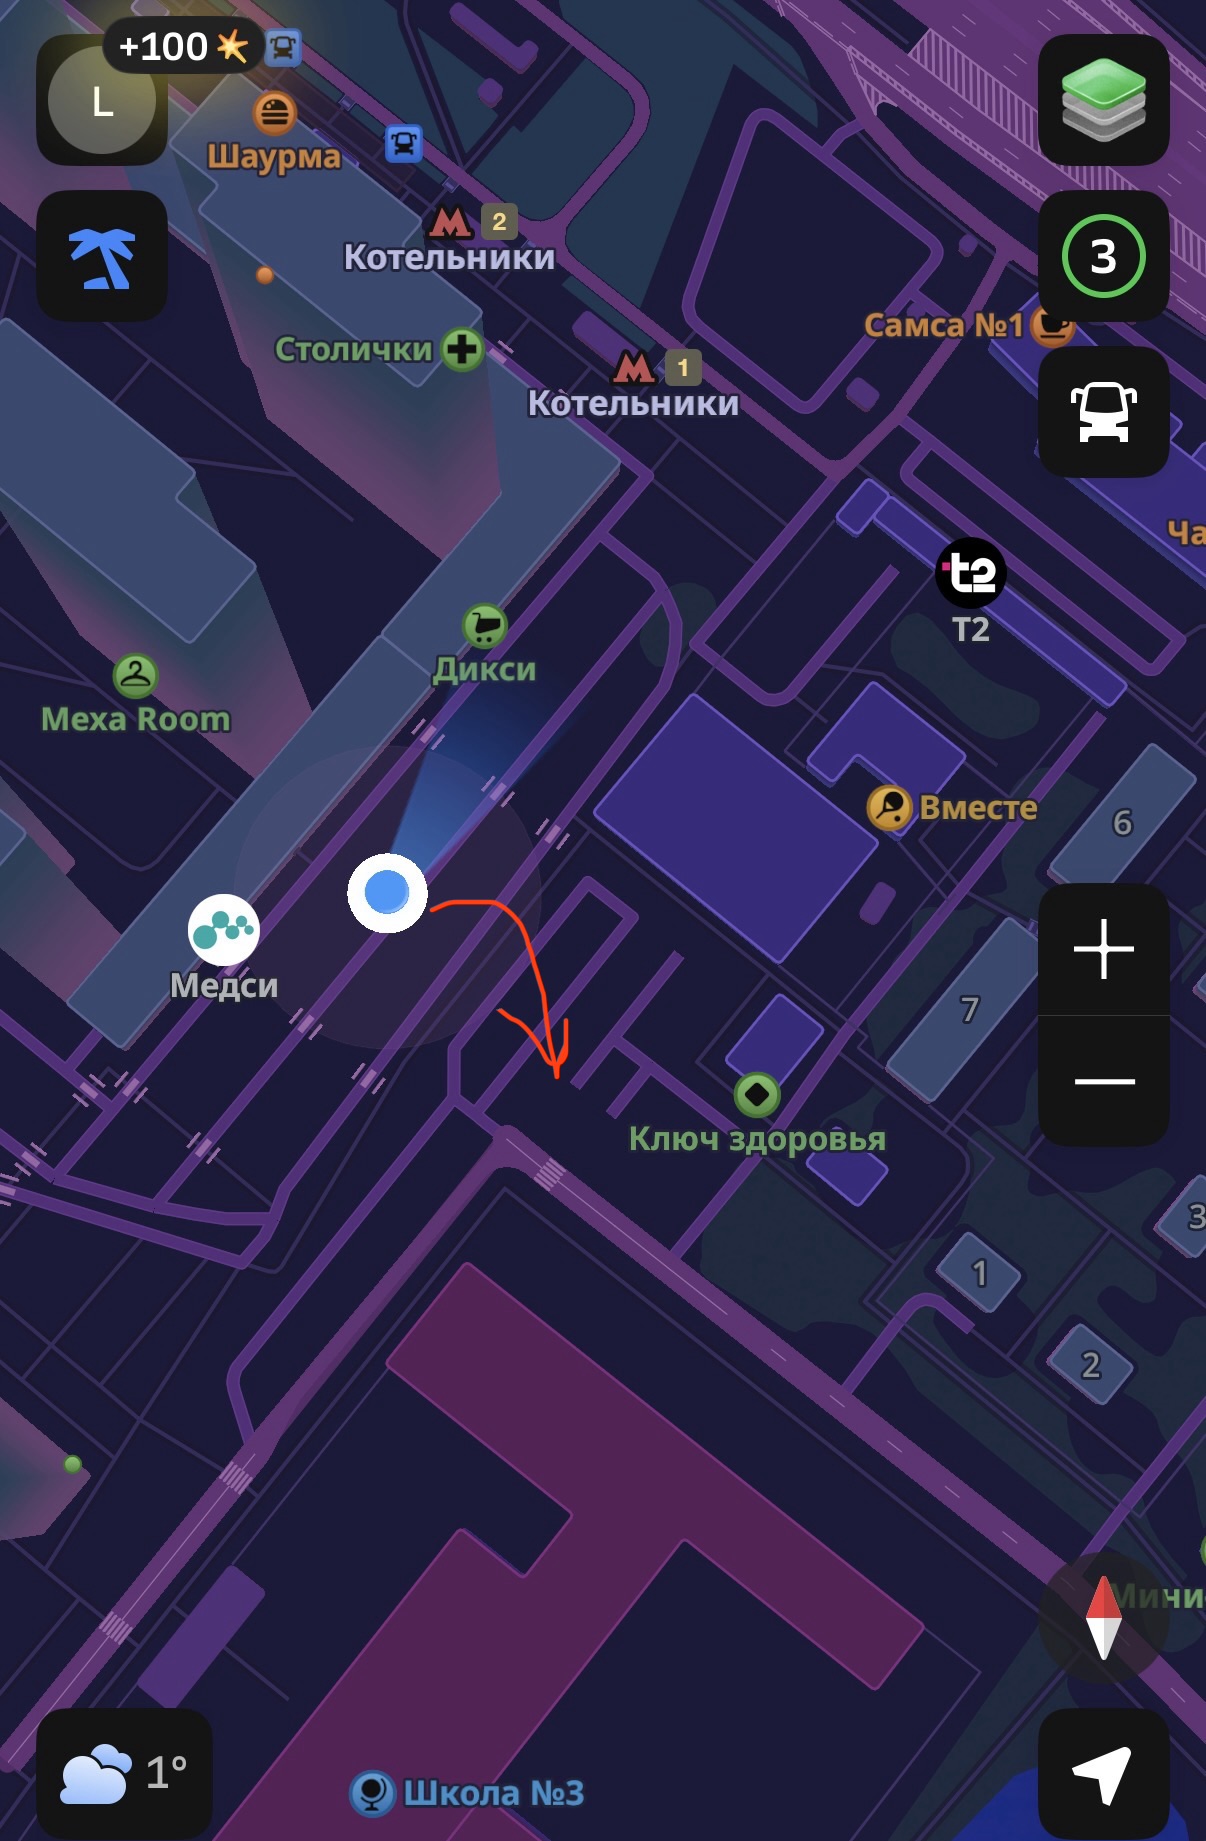 +100
L
Шаурма
2
Котельники
3
Столички
Самса №1
1
Котельники
Ча
t2
T2
Дикси
Mexa Room
Вместе
6
Медси
7
Ключ здоровья
3
1
2
Мини-
1°
Школа №3